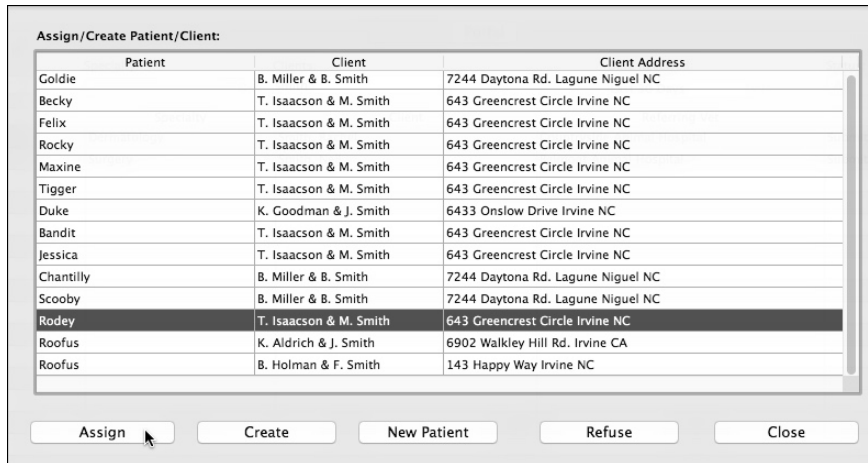 Assign/Create Patient/Client:
Patient Client Client Address
Goldie B. Miller & B. Smith 7244 Daytona Rd. Lagune Niguel NC
Becky T. Isaacson & M. Smith 643 Greencrest Circle Irvine NC
Felix T. Isaacson & M. Smith 643 Greencrest Circle Irvine NC
Rocky T. Isaacson & M. Smith 643 Greencrest Circle Irvine NC
Maxine T. Isaacson & M. Smith 643 Greencrest Circle Irvine NC
Tigger T. Isaacson & M. Smith 643 Greencrest Circle Irvine NC
Duke K. Goodman & J. Smith 6433 Onslow Drive Irvine NC
Bandit T. Isaacson & M. Smith 643 Greencrest Circle Irvine NC
Jessica T. Isaacson & M. Smith 643 Greencrest Circle Irvine NC
Chantilly B. Miller & B. Smith 7244 Daytona Rd. Lagune Niguel NC
Scooby B. Miller & B. Smith 7244 Daytona Rd. Lagune Niguel NC
Rodey T. Isaacson & M. Smith 643 Greencrest Circle Irvine NC
Roofus K. Aldrich & J. Smith 6902 Walkley Hill Rd. Irvine CA
Roofus B. Holman & F. Smith 143 Happy Way Irvine NC
Assign Create New Patient Refuse Close